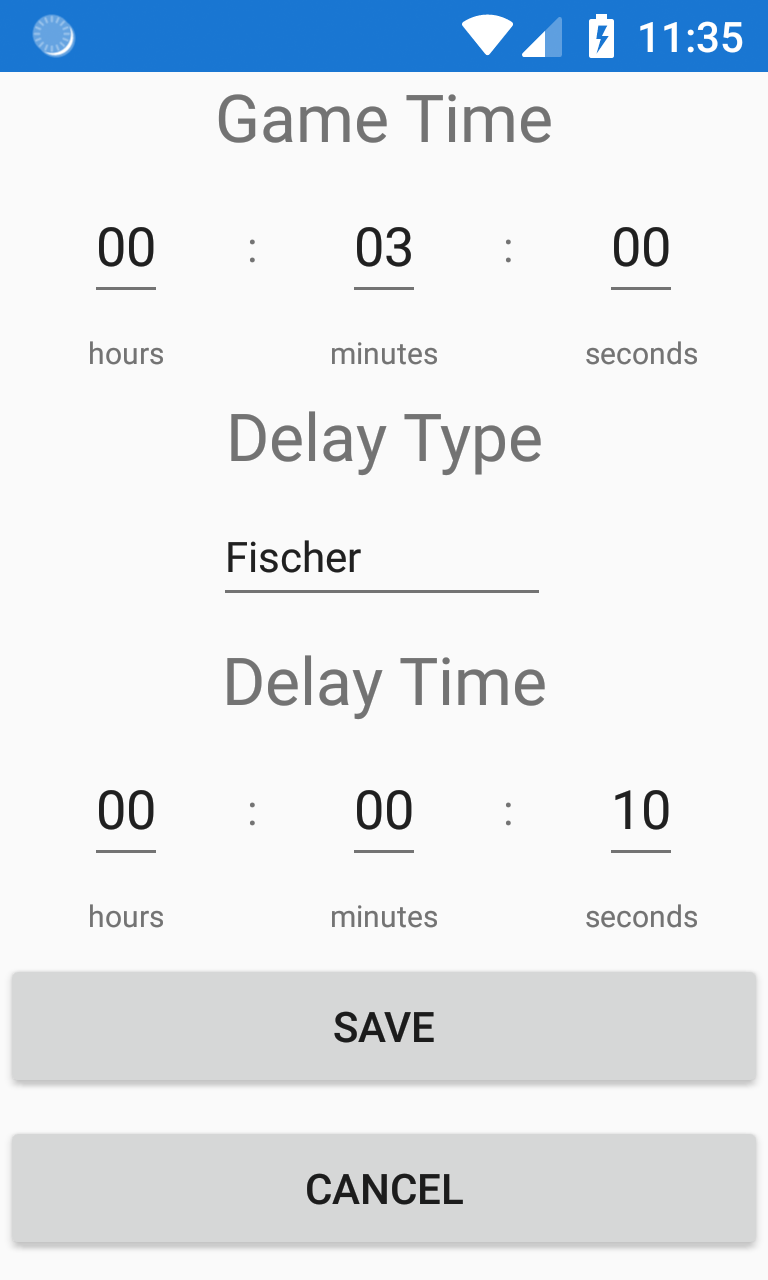 11:35
Game Time
00 : 03 : 00
hours minutes seconds
Delay Type
Fischer
Delay Time
00 : 00 : 10
hours minutes seconds
SAVE
CANCEL